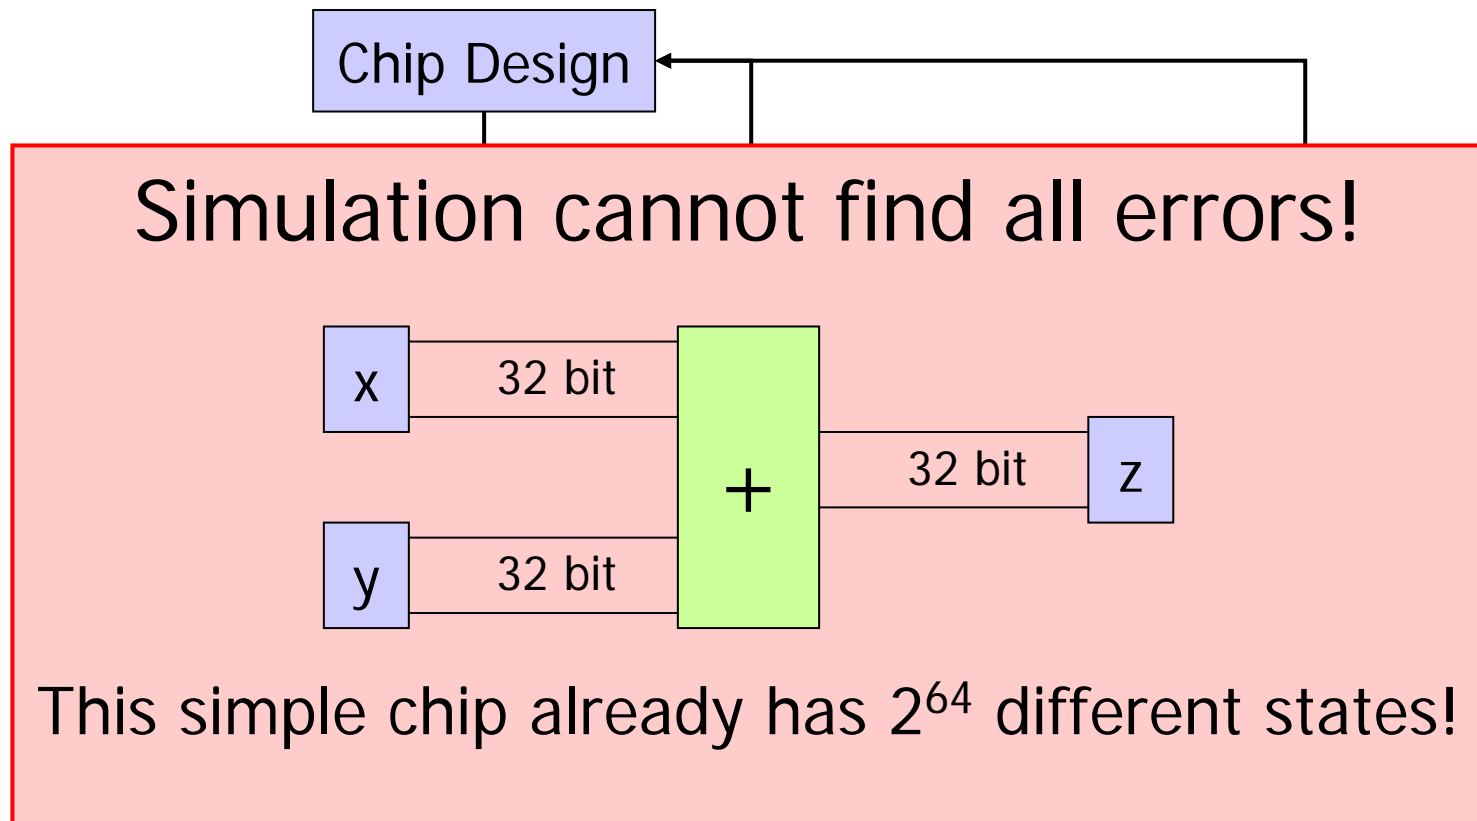 Chip Design
Simulation cannot find all errors!
x
32 bit
+
32 bit
z
y
32 bit
This simple chip already has 2⁶⁴ different states!